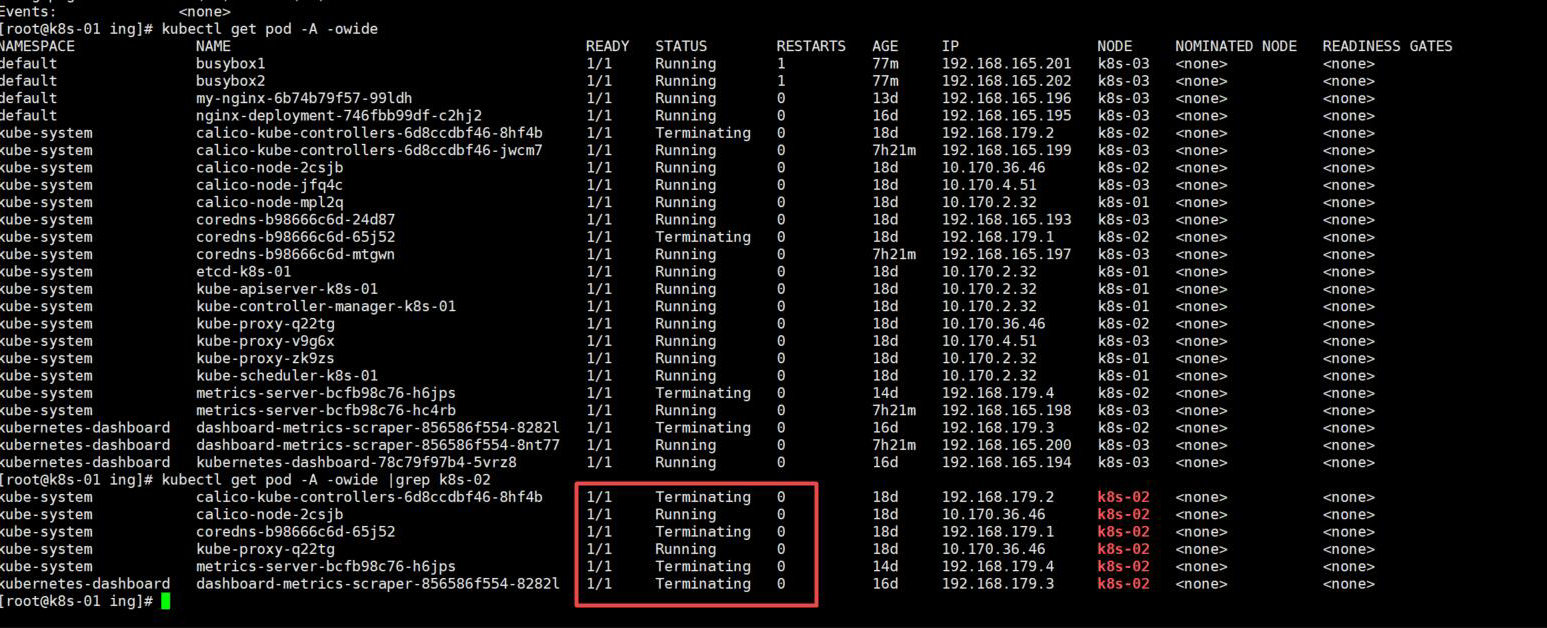 Events: <none>
[root@k8s-01 ing]# kubectl get pod -A -owide
NAMESPACE NAME READY STATUS RESTARTS AGE IP NODE NOMINATED NODE READINESS GATES
default busybox1 1/1 Running 1 77m 192.168.165.201 k8s-03 <none> <none>
default busybox2 1/1 Running 1 77m 192.168.165.202 k8s-03 <none> <none>
default my-nginx-6b74b79f57-99ldh 1/1 Running 0 13d 192.168.165.196 k8s-03 <none> <none>
default nginx-deployment-746fbb99df-c2hj2 1/1 Running 0 16d 192.168.165.195 k8s-03 <none> <none>
kube-system calico-kube-controllers-6d8ccdbf46-8hf4b 1/1 Terminating 0 18d 192.168.179.2 k8s-02 <none> <none>
kube-system calico-kube-controllers-6d8ccdbf46-jwcm7 1/1 Running 0 7h21m 192.168.165.199 k8s-03 <none> <none>
kube-system calico-node-2csjb 1/1 Running 0 18d 10.170.36.46 k8s-02 <none> <none>
kube-system calico-node-jfq4c 1/1 Running 0 18d 10.170.4.51 k8s-03 <none> <none>
kube-system calico-node-mpl2q 1/1 Running 0 18d 10.170.2.32 k8s-01 <none> <none>
kube-system coredns-b98666c6d-24d87 1/1 Running 0 18d 192.168.165.193 k8s-03 <none> <none>
kube-system coredns-b98666c6d-65j52 1/1 Terminating 0 18d 192.168.179.1 k8s-02 <none> <none>
kube-system coredns-b98666c6d-mtgwn 1/1 Running 0 7h21m 192.168.165.197 k8s-03 <none> <none>
kube-system etcd-k8s-01 1/1 Running 0 18d 10.170.2.32 k8s-01 <none> <none>
kube-system kube-apiserver-k8s-01 1/1 Running 0 18d 10.170.2.32 k8s-01 <none> <none>
kube-system kube-controller-manager-k8s-01 1/1 Running 0 18d 10.170.2.32 k8s-01 <none> <none>
kube-system kube-proxy-q22tg 1/1 Running 0 18d 10.170.36.46 k8s-02 <none> <none>
kube-system kube-proxy-v9g6x 1/1 Running 0 18d 10.170.4.51 k8s-03 <none> <none>
kube-system kube-proxy-zk9zs 1/1 Running 0 18d 10.170.2.32 k8s-01 <none> <none>
kube-system kube-scheduler-k8s-01 1/1 Running 0 18d 10.170.2.32 k8s-01 <none> <none>
kube-system metrics-server-bcfb98c76-h6jps 1/1 Terminating 0 14d 192.168.179.4 k8s-02 <none> <none>
kube-system metrics-server-bcfb98c76-hc4rb 1/1 Running 0 7h21m 192.168.165.198 k8s-03 <none> <none>
kubernetes-dashboard dashboard-metrics-scraper-856586f554-8282l 1/1 Terminating 0 16d 192.168.179.3 k8s-02 <none> <none>
kubernetes-dashboard dashboard-metrics-scraper-856586f554-8nt77 1/1 Running 0 7h21m 192.168.165.200 k8s-03 <none> <none>
kubernetes-dashboard kubernetes-dashboard-78c79f97b4-5vrz8 1/1 Running 0 16d 192.168.165.194 k8s-03 <none> <none>
[root@k8s-01 ing]# kubectl get pod -A -owide |grep k8s-02
kube-system calico-kube-controllers-6d8ccdbf46-8hf4b 1/1 Terminating 0 18d 192.168.179.2 k8s-02 <none> <none>
kube-system calico-node-2csjb 1/1 Running 0 18d 10.170.36.46 k8s-02 <none> <none>
kube-system coredns-b98666c6d-65j52 1/1 Terminating 0 18d 192.168.179.1 k8s-02 <none> <none>
kube-system kube-proxy-q22tg 1/1 Running 0 18d 10.170.36.46 k8s-02 <none> <none>
kube-system metrics-server-bcfb98c76-h6jps 1/1 Terminating 0 14d 192.168.179.4 k8s-02 <none> <none>
kubernetes-dashboard dashboard-metrics-scraper-856586f554-8282l 1/1 Terminating 0 16d 192.168.179.3 k8s-02 <none> <none>
[root@k8s-01 ing]#